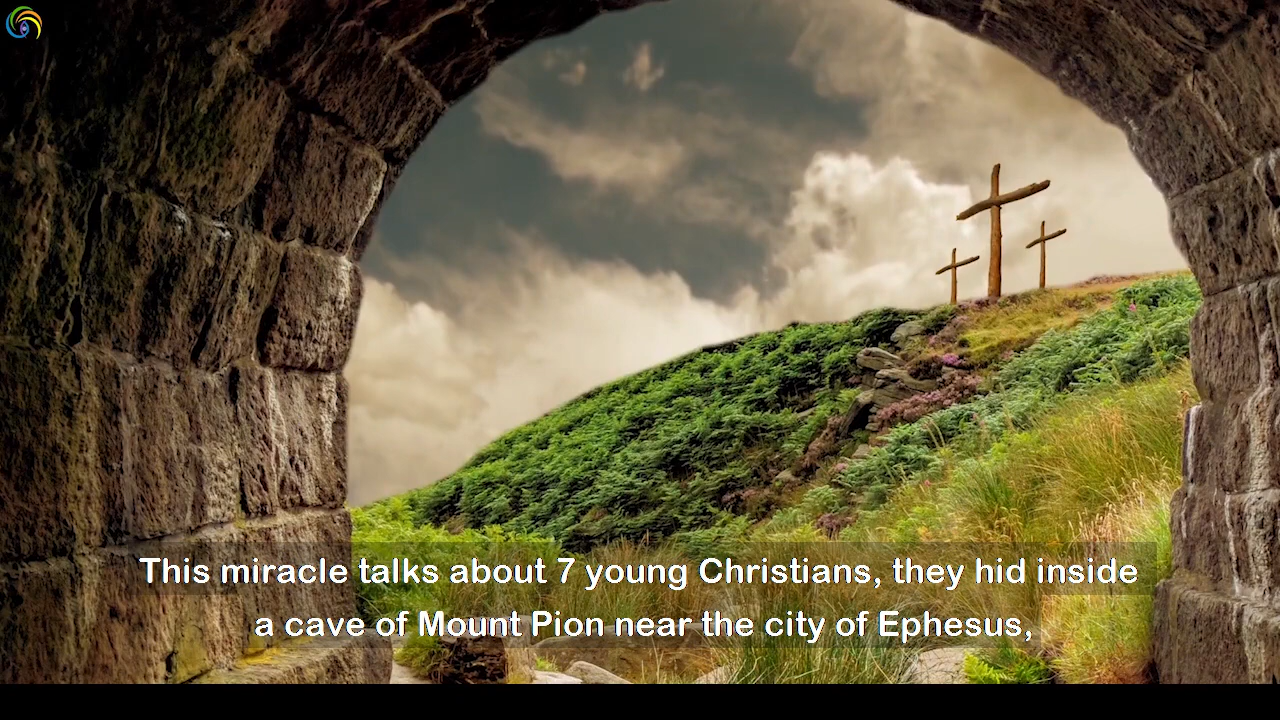 This miracle talks about 7 young Christians, they hid inside
a cave of Mount Pion near the city of Ephesus,